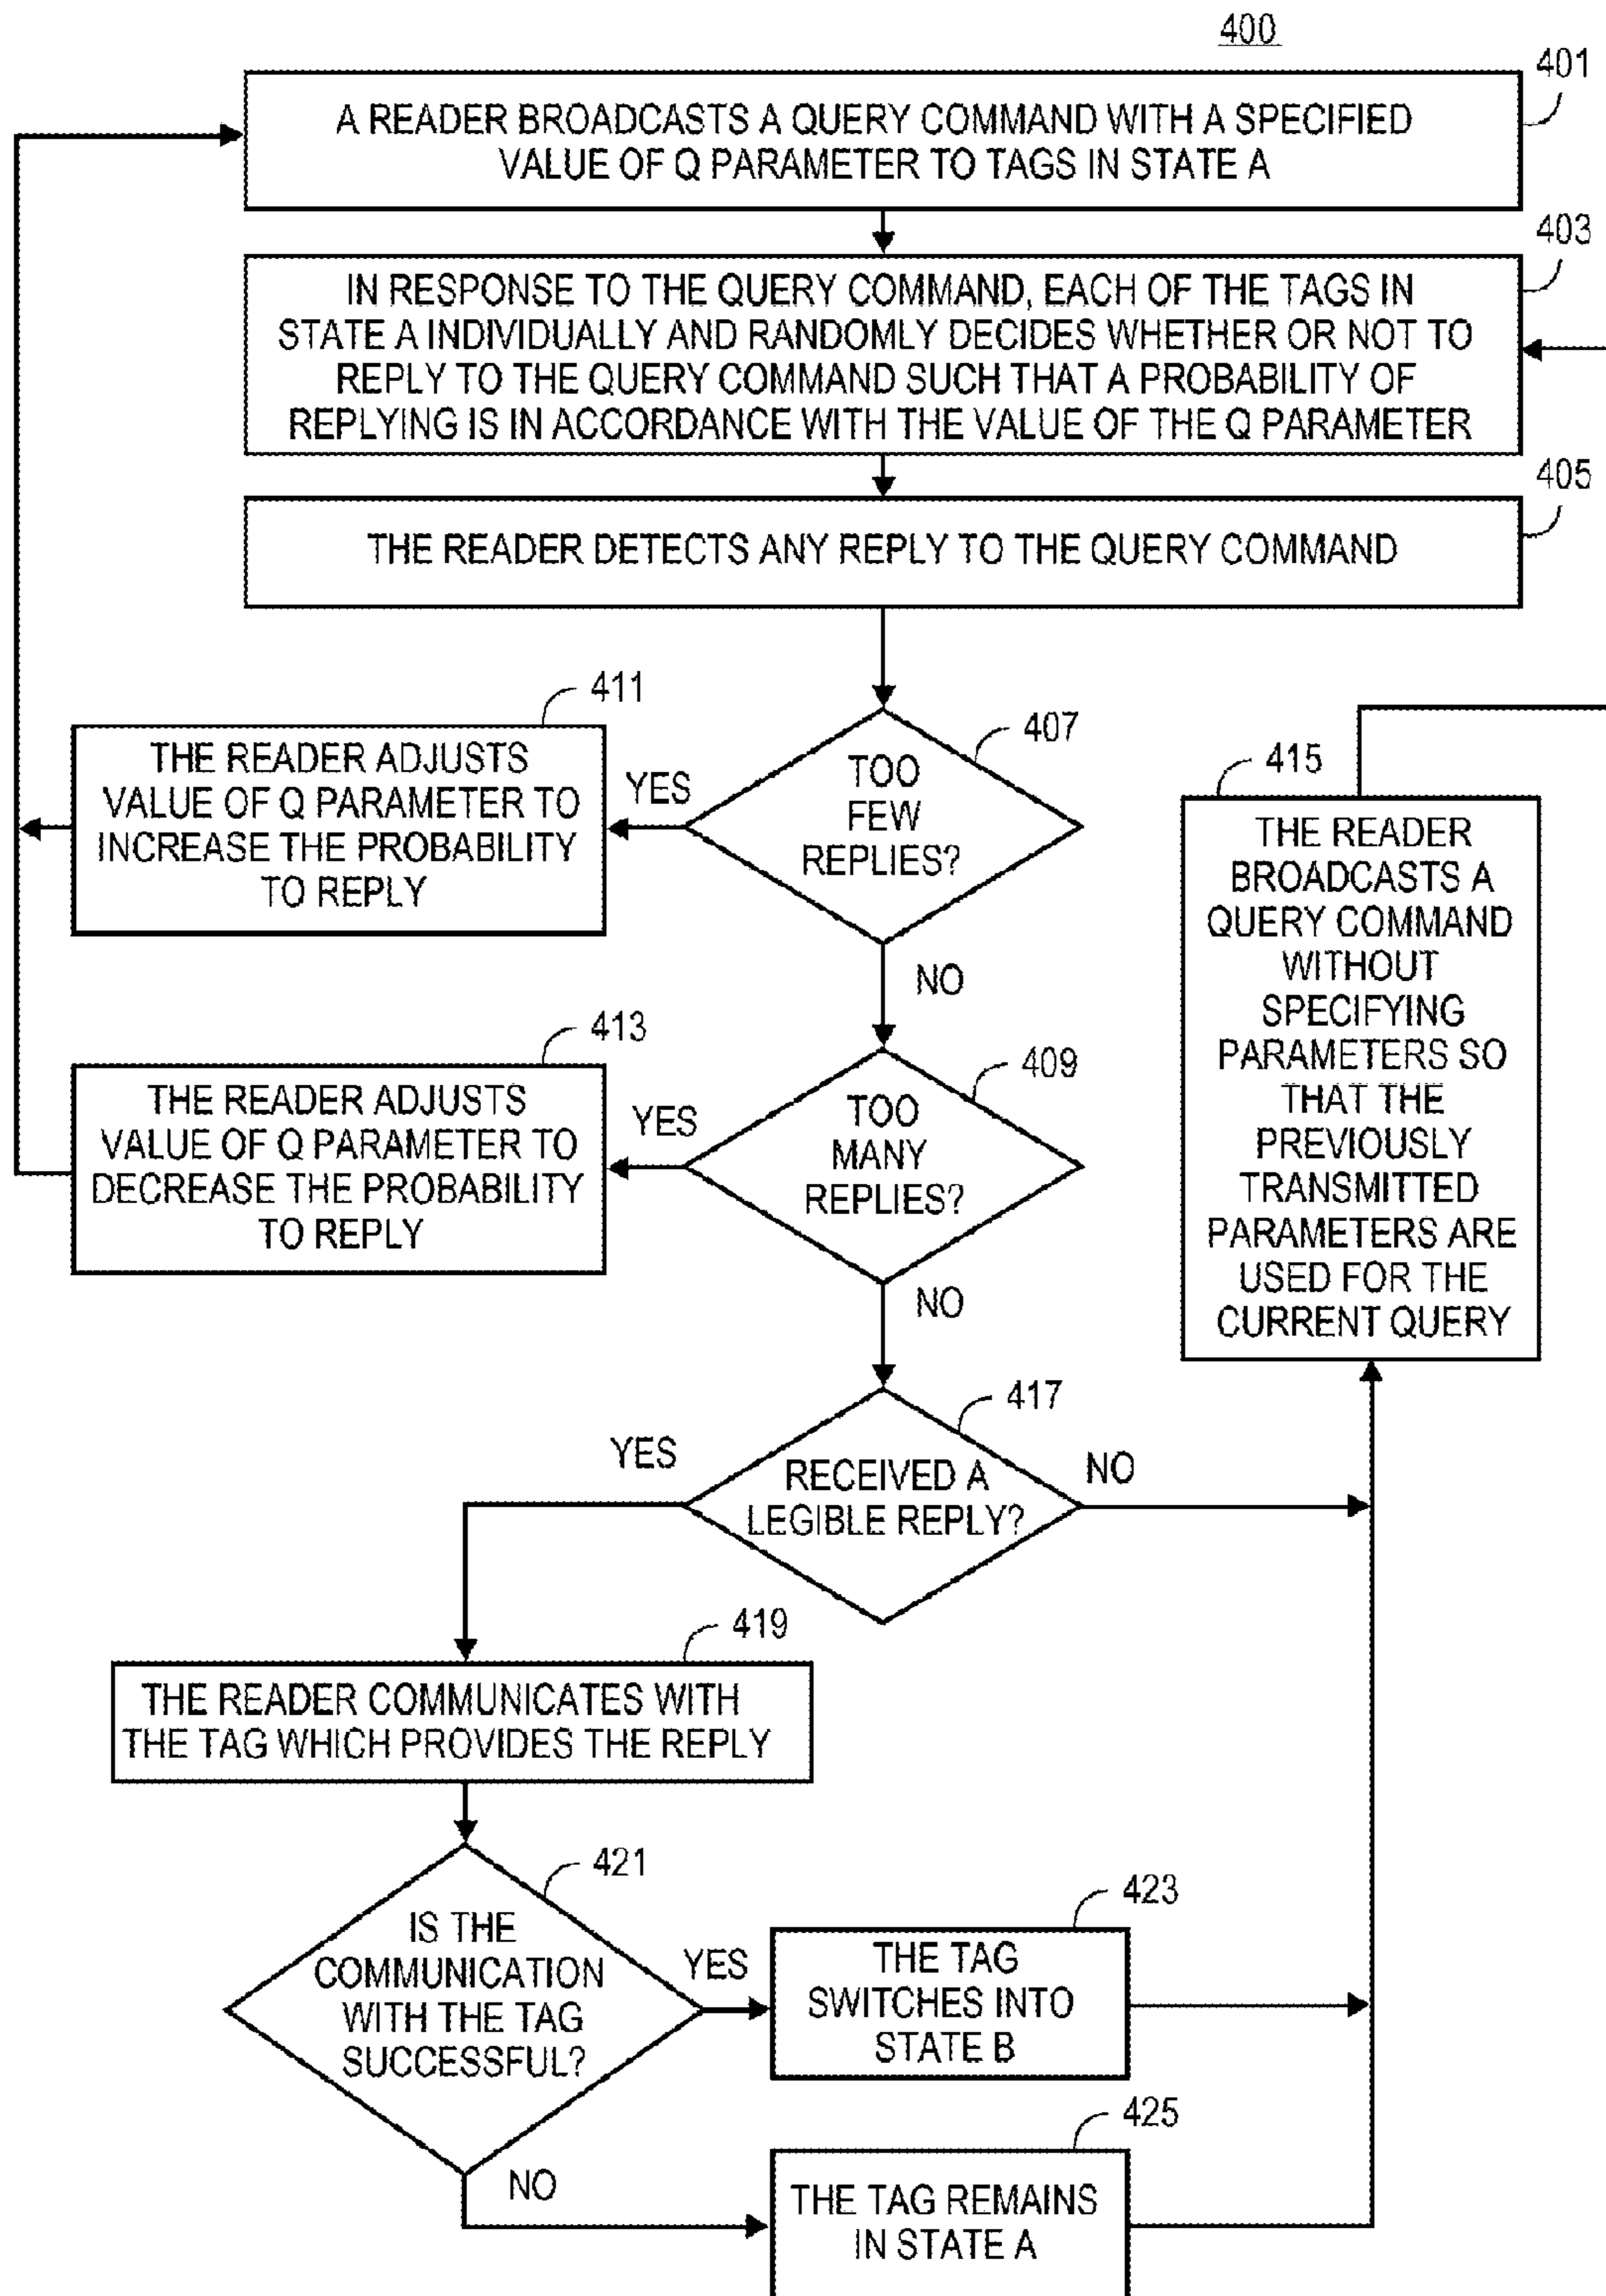 400
401
A READER BROADCASTS A QUERY COMMAND WITH A SPECIFIED
VALUE OF Q PARAMETER TO TAGS IN STATE A
403
IN RESPONSE TO THE QUERY COMMAND, EACH OF THE TAGS IN
STATE A INDIVIDUALLY AND RANDOMLY DECIDES WHETHER OR NOT TO
REPLY TO THE QUERY COMMAND SUCH THAT A PROBABILITY OF
REPLYING IS IN ACCORDANCE WITH THE VALUE OF THE Q PARAMETER
405
THE READER DETECTS ANY REPLY TO THE QUERY COMMAND
407
TOO
FEW
REPLIES?
YES
411
THE READER ADJUSTS
VALUE OF Q PARAMETER TO
INCREASE THE PROBABILITY
TO REPLY
NO
409
TOO
MANY
REPLIES?
YES
413
THE READER ADJUSTS
VALUE OF Q PARAMETER TO
DECREASE THE PROBABILITY
TO REPLY
NO
415
THE READER
BROADCASTS A
QUERY COMMAND
WITHOUT
SPECIFYING
PARAMETERS SO
THAT THE
PREVIOUSLY
TRANSMITTED
PARAMETERS ARE
USED FOR THE
CURRENT QUERY
417
RECEIVED A
LEGIBLE REPLY?
YES
NO
419
THE READER COMMUNICATES WITH
THE TAG WHICH PROVIDES THE REPLY
421
IS THE
COMMUNICATION
WITH THE TAG
SUCCESSFUL?
YES
423
THE TAG
SWITCHES INTO
STATE B
NO
425
THE TAG REMAINS
IN STATE A